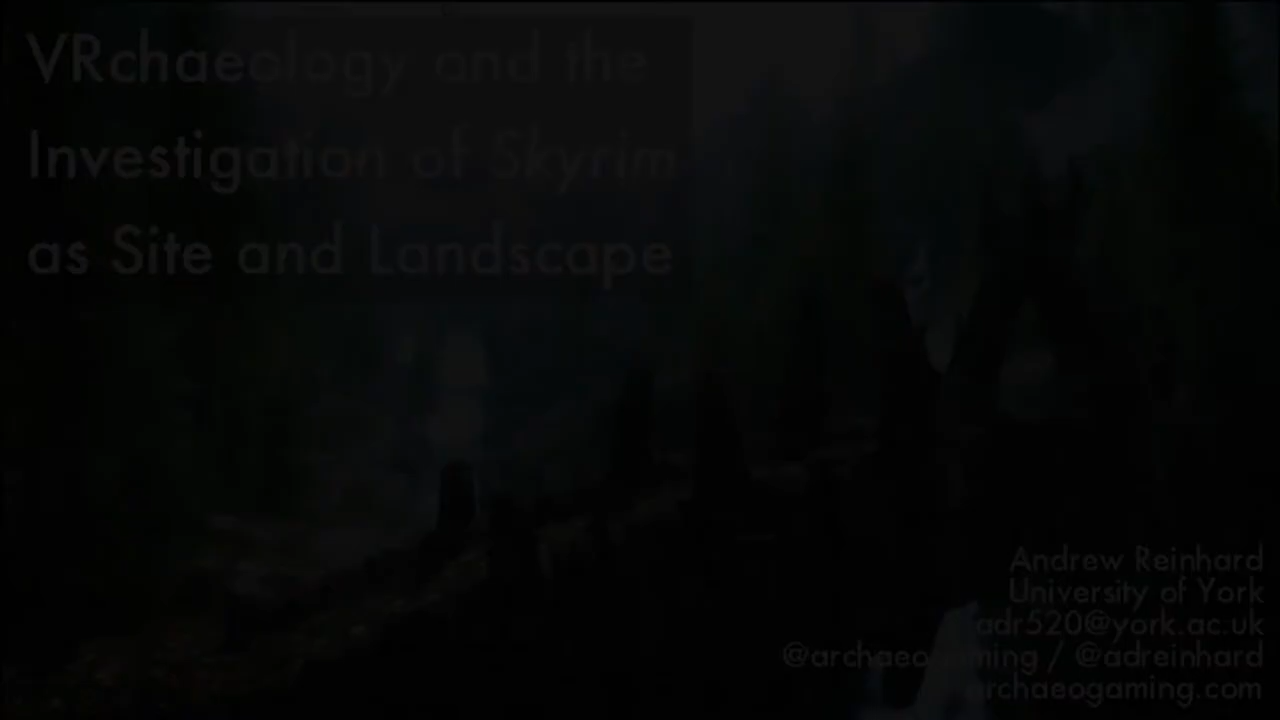 VRchaeology and the
Investigation of Skyrim
as Site and Landscape
Andrew Reinhard
University of York
adr520@york.ac.uk
@archaeogaming / @adreinhard
archaeogaming.com